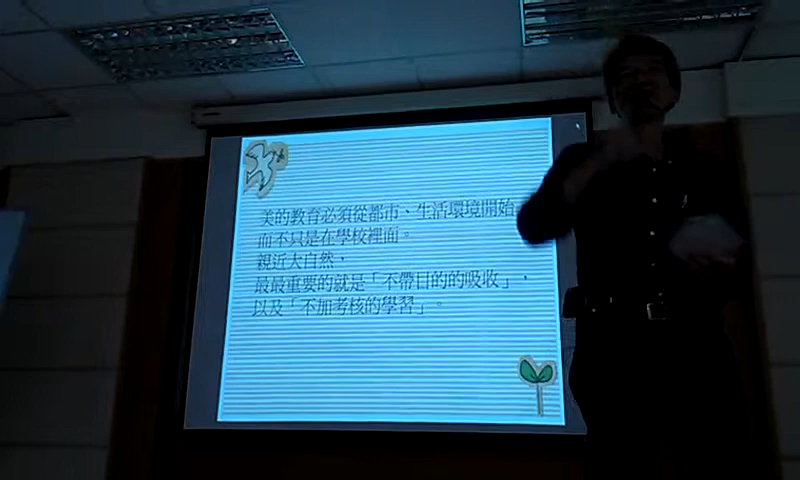 美的教育必須從都市、生活環境開始
而不只是在學校裡面。
親近大自然，
最最重要的就是「不帶目的的吸收」，
以及「不加考核的學習」。